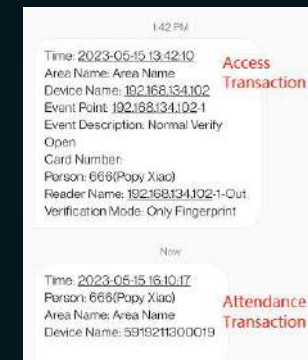 1:42 PM
Time: 2023-05-15 13:42:10
Area Name: Area Name
Device Name: 192.168.134.102
Event Point: 192.168.134.102-1
Event Description: Normal Verify
Open
Card Number:
Person: 666(Popy Xiao)
Reader Name: 192.168.134.102-1-Out
Verification Mode: Only Fingerprint
Access
Transaction
Now
Time: 2023-05-15 16:10:17
Person: 666(Popy Xiao)
Area Name: Area Name
Device Name: 5919211300019
Attendance
Transaction